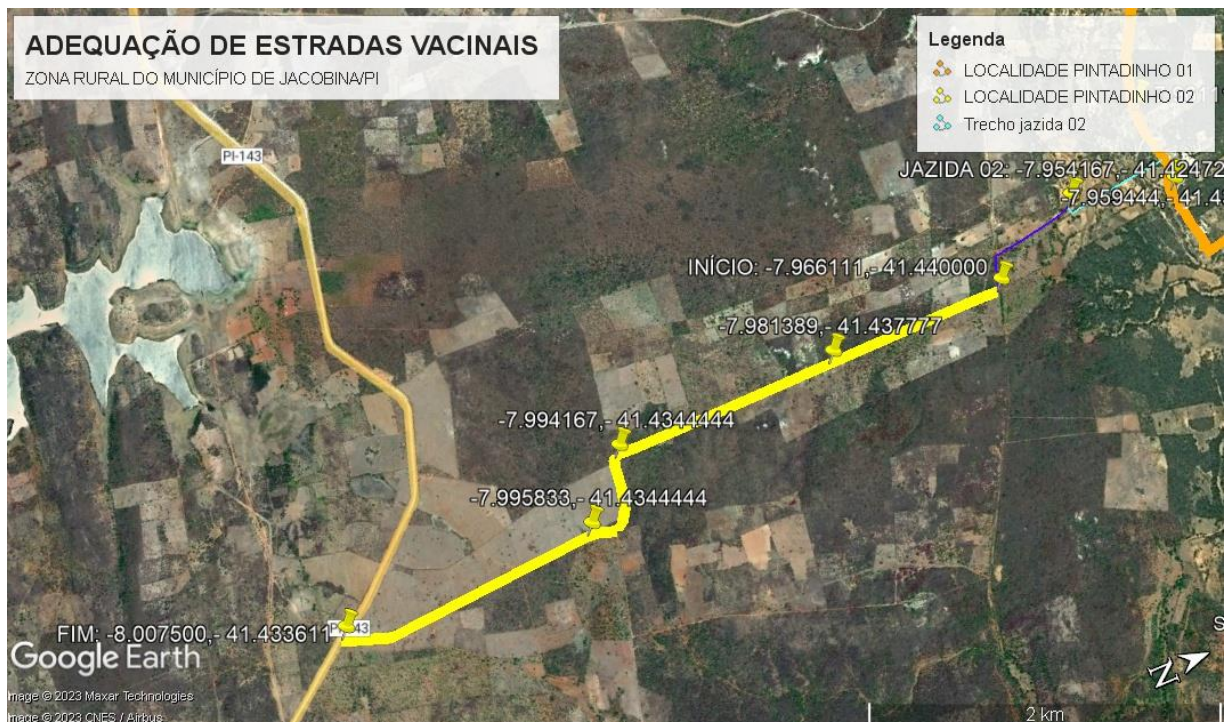 ADEQUAÇÃO DE ESTRADAS VACINAIS
ZONA RURAL DO MUNICÍPIO DE JACOBINA/PI
Legenda
LOCALIDADE PINTADINHO 01
LOCALIDADE PINTADINHO 02
Trecho jazida 02
PI-143
JAZIDA 02: -7.954167,- 41.42472
-7.959444,- 41.4
INÍCIO: -7.966111,- 41.440000
-7.981389,- 41.437777
-7.994167,- 41.4344444
-7.995833,- 41.4344444
FIM: -8.007500,- 41.433611
43
Google Earth
Image © 2023 Maxar Technologies
Image © 2023 CNES / Airbus
2 km
N
S